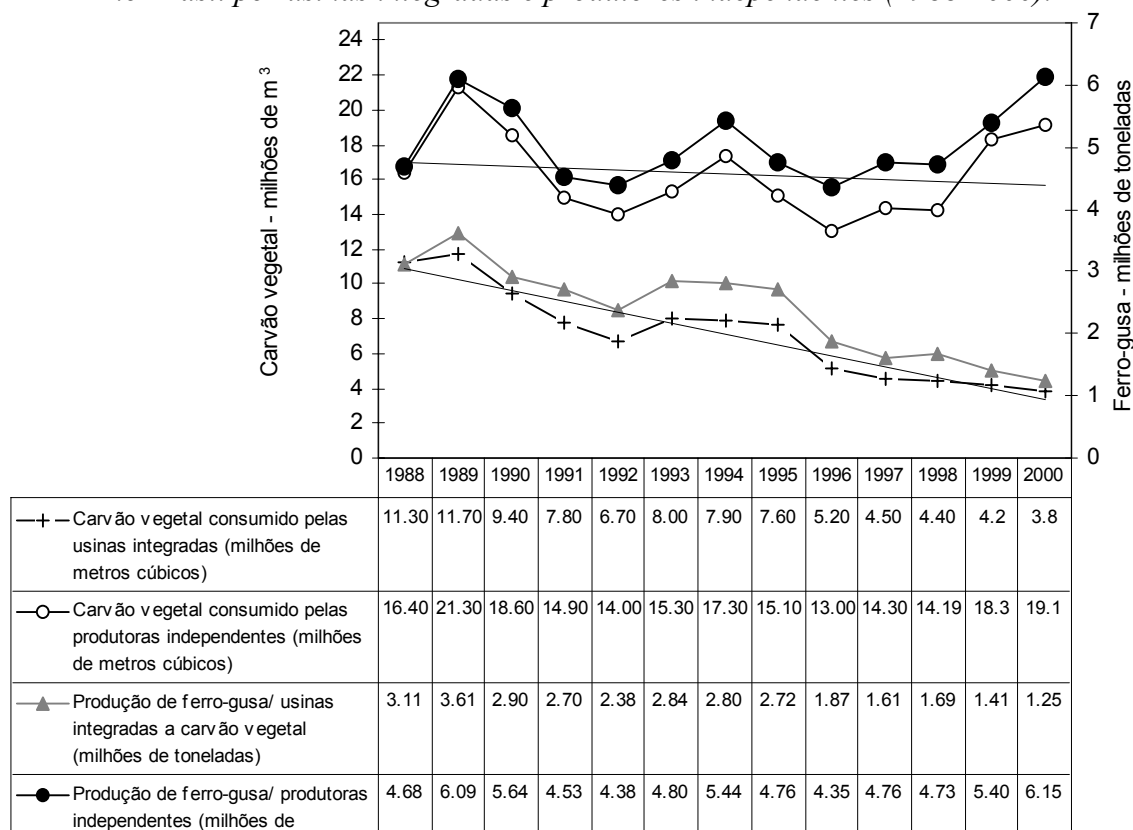 no Brasil por usinas integradas e produtores independentes (1988-2000).
Carvão vegetal - milhões de m³
24
22
20
18
16
14
12
10
8
6
4
2
0
7
6
5
4
3
2
1
0
Ferro-gusa - milhões de toneladas
1988 1989 1990 1991 1992 1993 1994 1995 1996 1997 1998 1999 2000
Carvão vegetal consumido pelas 11.30 11.70 9.40 7.80 6.70 8.00 7.90 7.60 5.20 4.50 4.40 4.2 3.8
usinas integradas (milhões de
metros cúbicos)
Carvão vegetal consumido pelas 16.40 21.30 18.60 14.90 14.00 15.30 17.30 15.10 13.00 14.30 14.19 18.3 19.1
produtoras independentes (milhões
de metros cúbicos)
Produção de ferro-gusa/ usinas 3.11 3.61 2.90 2.70 2.38 2.84 2.80 2.72 1.87 1.61 1.69 1.41 1.25
integradas a carvão vegetal
(milhões de toneladas)
Produção de ferro-gusa/ produtoras 4.68 6.09 5.64 4.53 4.38 4.80 5.44 4.76 4.35 4.76 4.73 5.40 6.15
independentes (milhões de